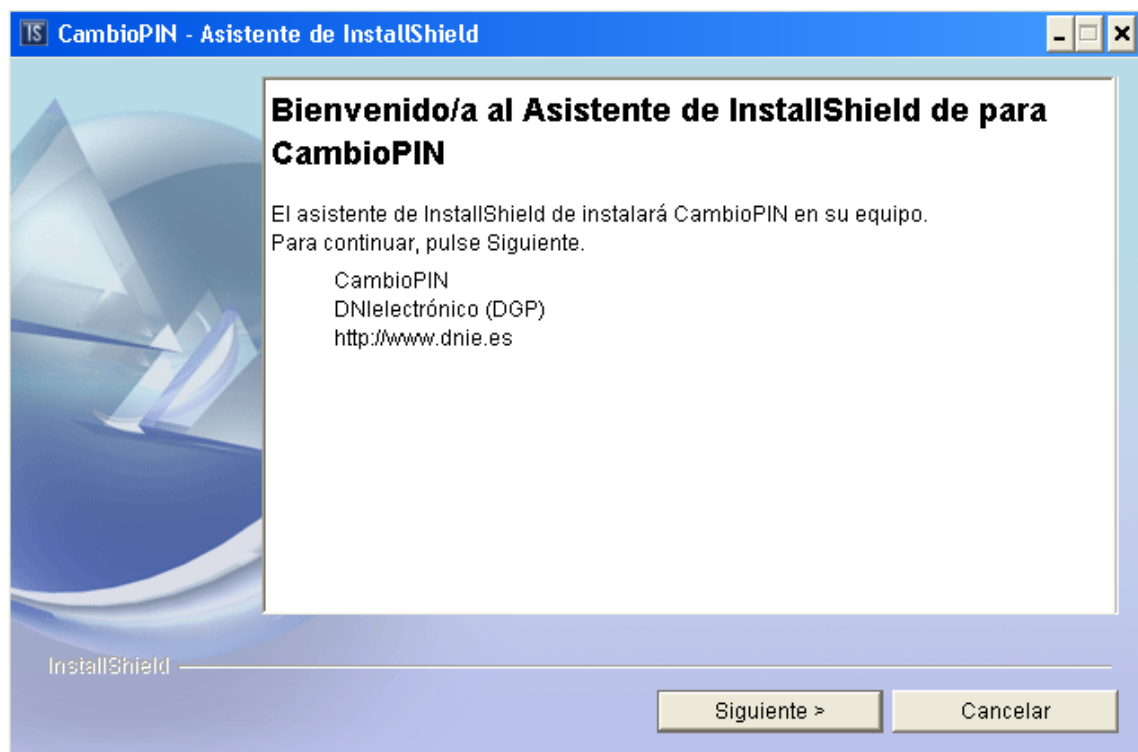 CambioPIN - Asistente de InstallShield
Bienvenido/a al Asistente de InstallShield de para
CambioPIN
El asistente de InstallShield de instalará CambioPIN en su equipo.
Para continuar, pulse Siguiente.
CambioPIN
DNIelectrónico (DGP)
http://www.dnie.es
InstallShield
Siguiente >
Cancelar